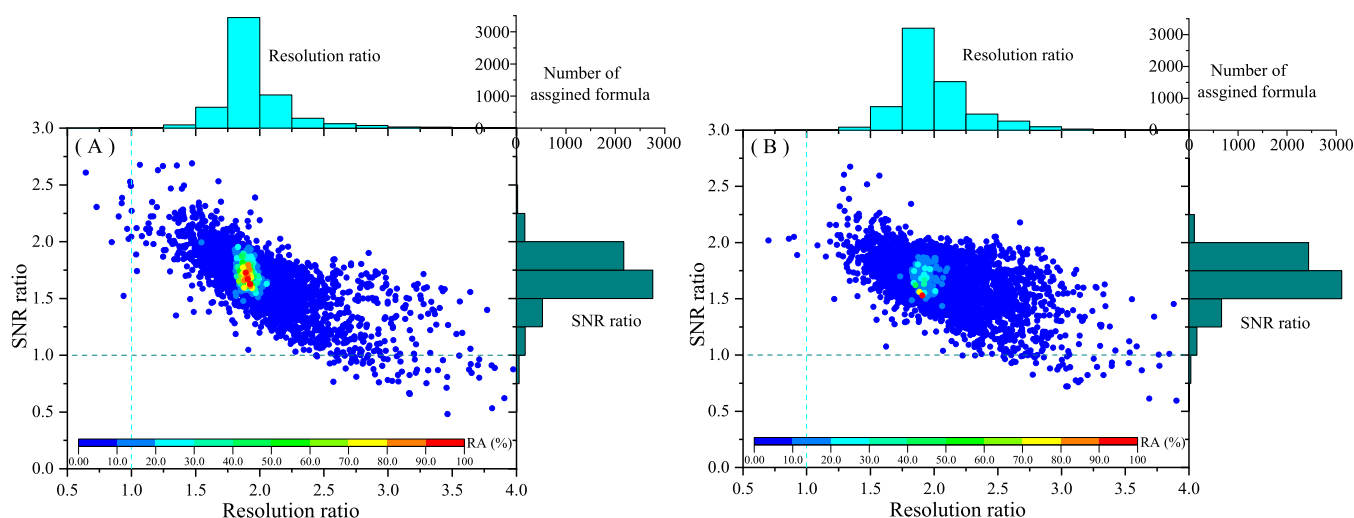 Resolution ratio
3000
2000
1000
0
Number of
assgined formula
0 1000 2000 3000
( A )
3.0
2.5
2.0
1.5
1.0
0.5
0.0
SNR ratio
SNR ratio
RA (%)
0.00 10.0 20.0 30.0 40.0 50.0 60.0 70.0 80.0 90.0 100
0.5 1.0 1.5 2.0 2.5 3.0 3.5 4.0
Resolution ratio
Resolution ratio
3000
2000
1000
0
Number of
assgined formula
0 1000 2000 3000
( B )
3.0
2.5
2.0
1.5
1.0
0.5
0.0
SNR ratio
SNR ratio
RA (%)
0.00 10.0 20.0 30.0 40.0 50.0 60.0 70.0 80.0 90.0 100
0.5 1.0 1.5 2.0 2.5 3.0 3.5 4.0
Resolution ratio